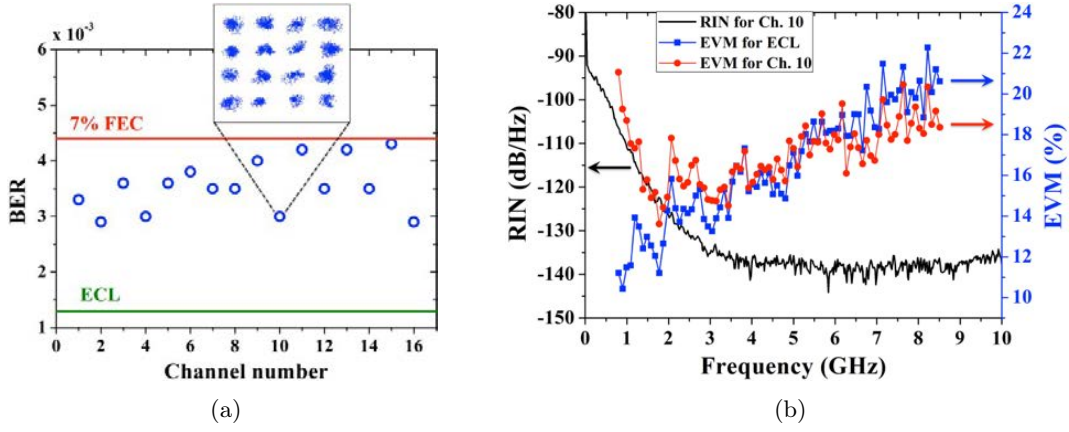 6 x 10⁻³
5
4
3
2
1
7% FEC
ECL
BER
0 2 4 6 8 10 12 14 16
Channel number
(a)
-80
-90
-100
-110
-120
-130
-140
-150
RIN (dB/Hz)
RIN for Ch. 10
EVM for ECL
EVM for Ch. 10
24
22
20
18
16
14
12
10
EVM (%)
0 1 2 3 4 5 6 7 8 9 10
Frequency (GHz)
(b)